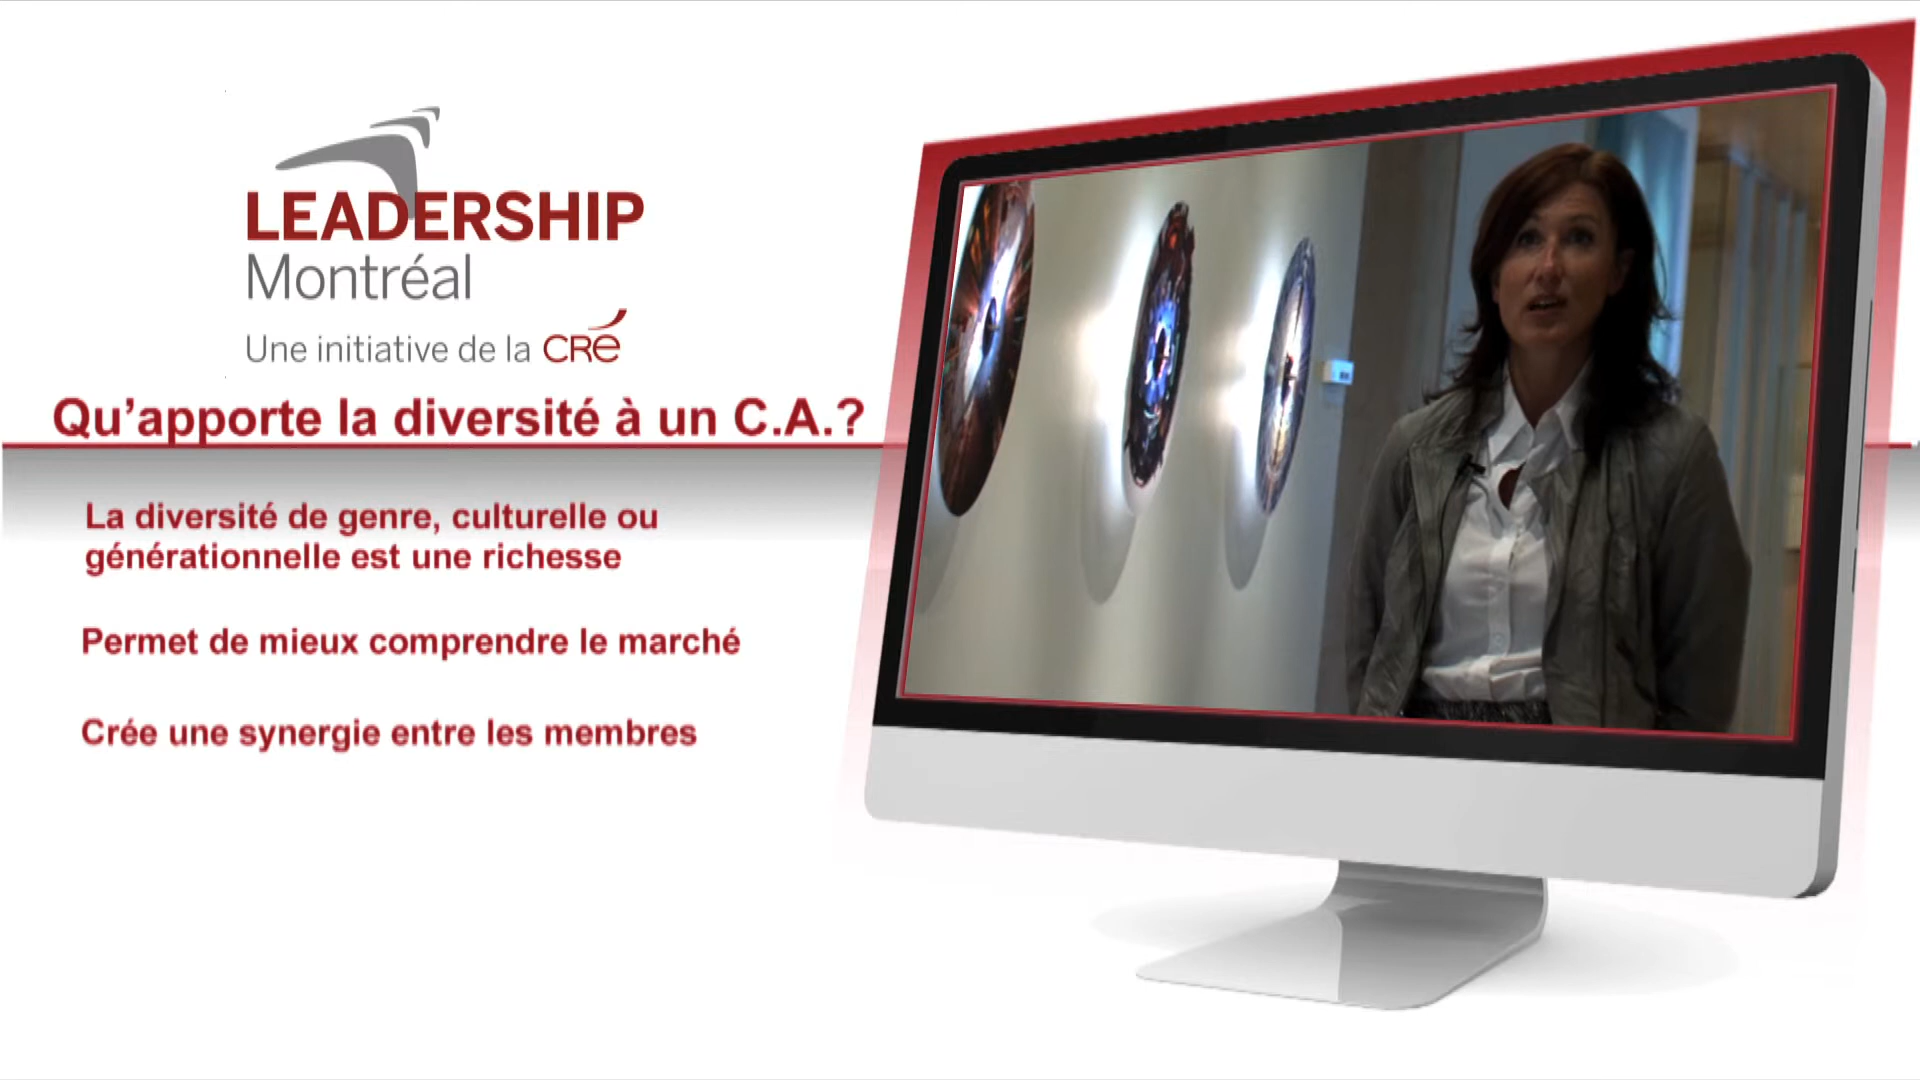 LEADERSHIP
Montréal
Une initiative de la CRé
Qu’apporte la diversité à un C.A.?
La diversité de genre, culturelle ou
générationnelle est une richesse
Permet de mieux comprendre le marché
Crée une synergie entre les membres